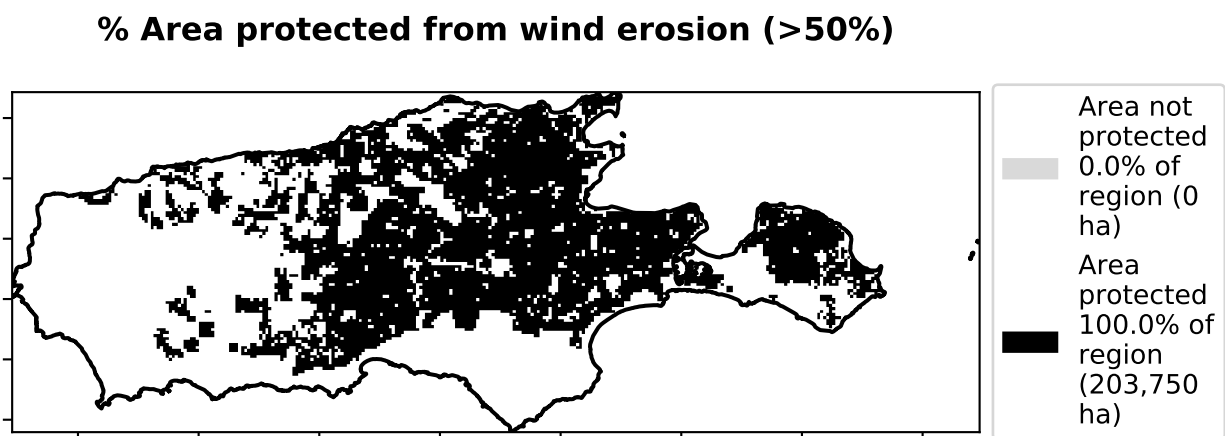 % Area protected from wind erosion (>50%)
Area not
protected
0.0% of
region (0
ha)
Area
protected
100.0% of
region
(203,750
ha)